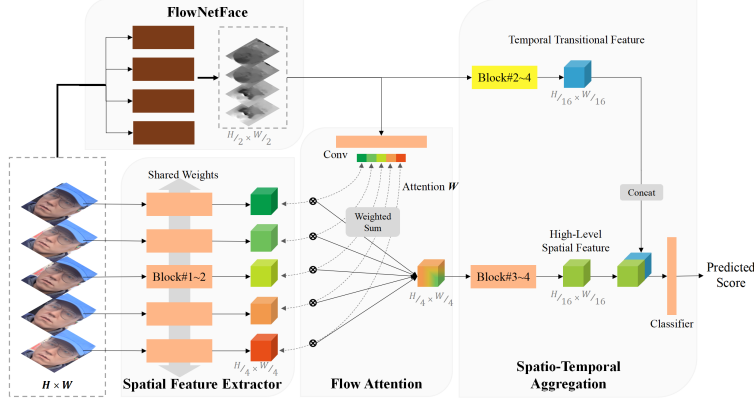 FlowNetFace
H/2 × W/2
Temporal Transitional Feature
Block#2~4
H/16 × W/16
Conv
Attention W
Shared Weights
Weighted
Sum
Concat
High-Level
Spatial Feature
Block#1~2
H/4 × W/4
Block#3~4
H/16 × W/16
Predicted
Score
Classifier
H/4 × W/4
H × W
Spatial Feature Extractor
Flow Attention
Spatio-Temporal
Aggregation